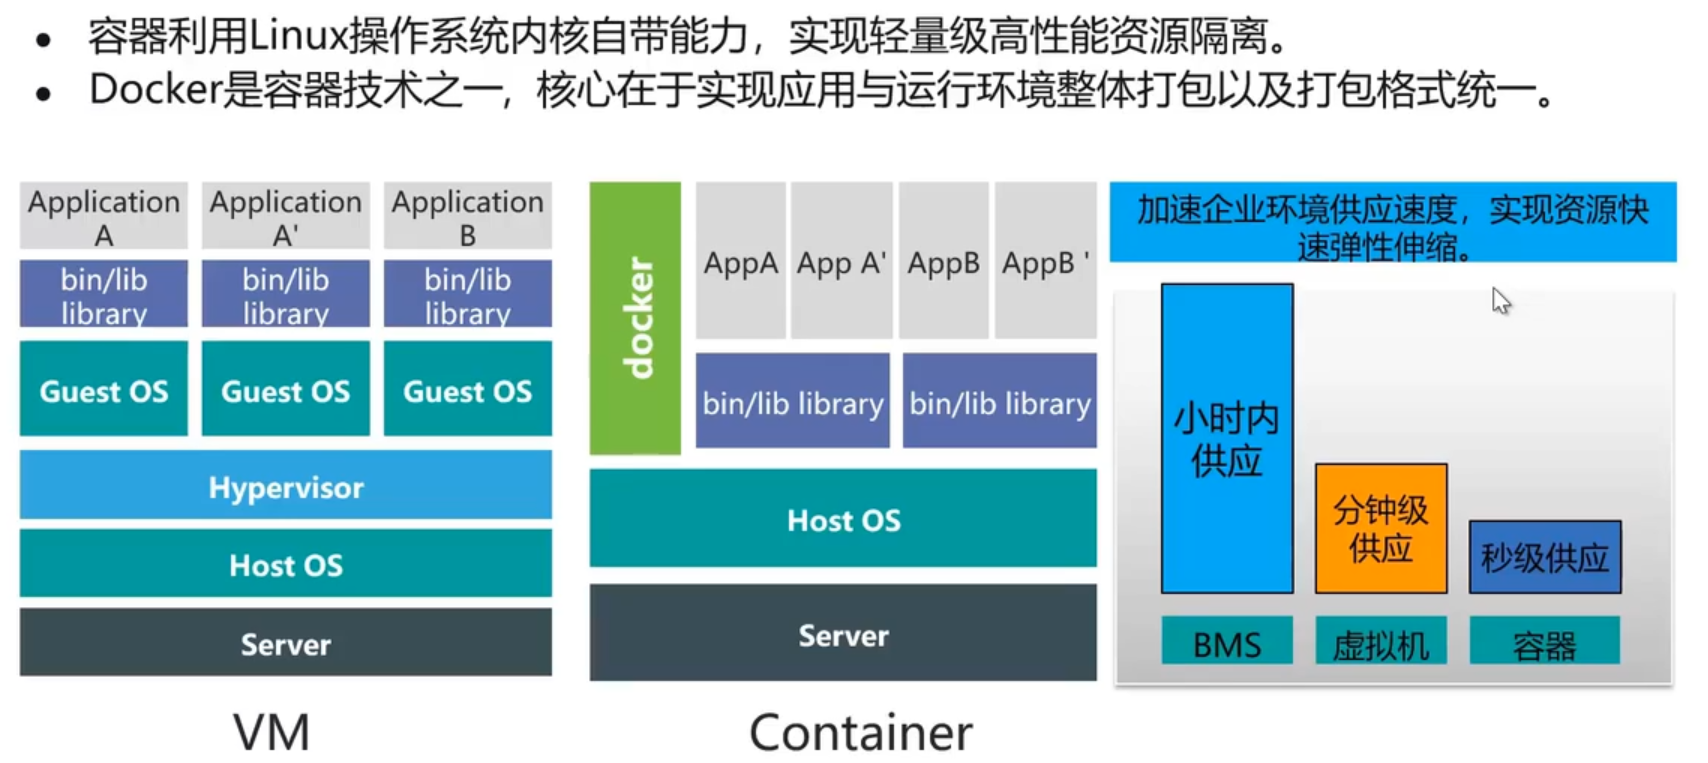 容器利用Linux操作系统内核自带能力，实现轻量级高性能资源隔离。
Docker是容器技术之一，核心在于实现应用与运行环境整体打包以及打包格式统一。
Application
A
Application
A'
Application
B
bin/lib
library
bin/lib
library
bin/lib
library
Guest OS
Guest OS
Guest OS
Hypervisor
Host OS
Server
VM
docker
AppA
App A'
AppB
AppB '
bin/lib library
bin/lib library
Host OS
Server
Container
加速企业环境供应速度，实现资源快
速弹性伸缩。
小时内
供应
分钟级
供应
秒级供应
BMS
虚拟机
容器